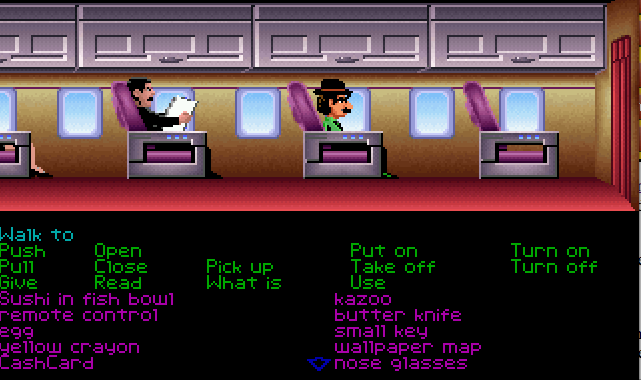 Walk to
Push Open Put on Turn on
Pull Close Pick up Take off Turn off
Give Read What is Use
Sushi in fish bowl kazoo
remote control butter knife
egg small key
yellow crayon wallpaper map
CashCard nose glasses